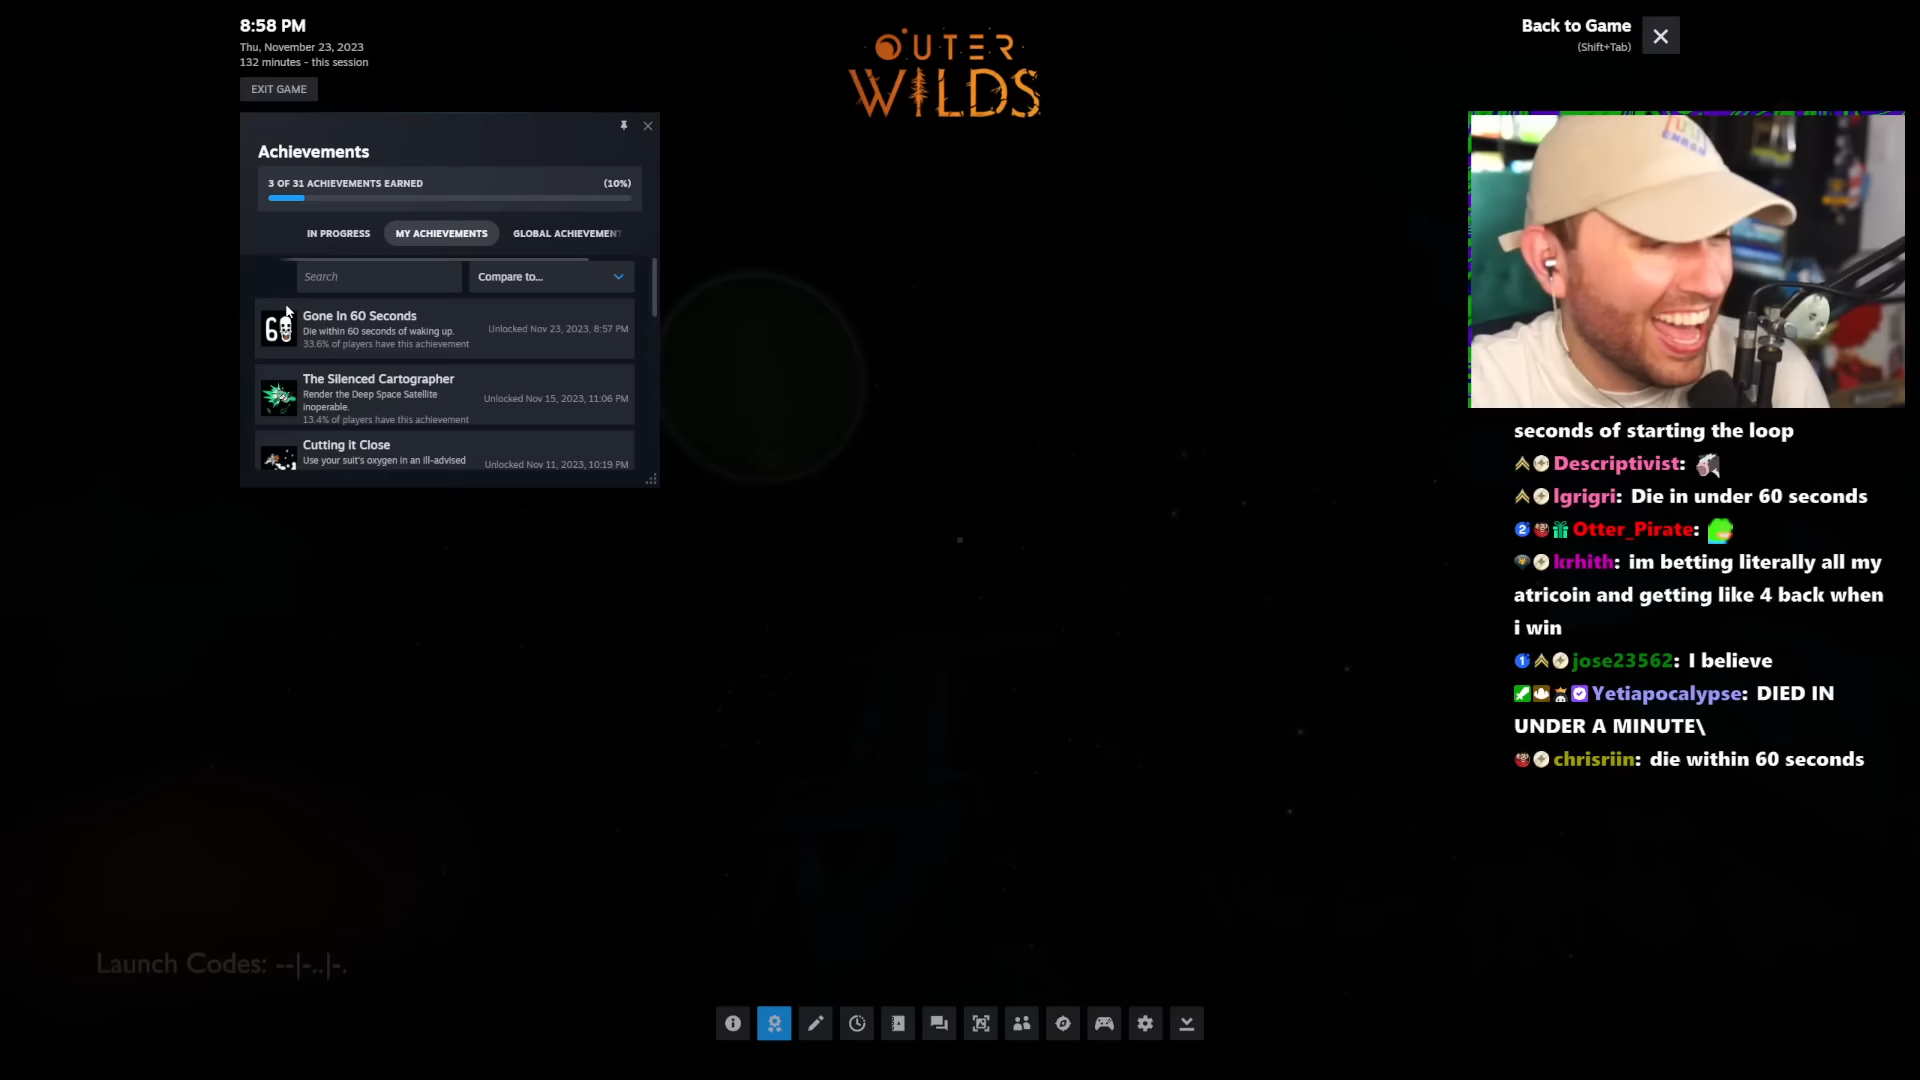 8:58 PM
Thu, November 23, 2023
132 minutes - this session
EXIT GAME
OUTER
WILDS
Back to Game
(Shift+Tab)
Achievements
3 OF 31 ACHIEVEMENTS EARNED (10%)
IN PROGRESS MY ACHIEVEMENTS GLOBAL ACHIEVEMENT
Search Compare to...
60
Gone In 60 Seconds
Die within 60 seconds of waking up.
33.6% of players have this achievement
Unlocked Nov 23, 2023, 8:57 PM
The Silenced Cartographer
Render the Deep Space Satellite
inoperable.
13.4% of players have this achievement
Unlocked Nov 15, 2023, 11:06 PM
Cutting it Close
Use your suit's oxygen in an ill-advised
Unlocked Nov 11, 2023, 10:19 PM
seconds of starting the loop
Descriptivist:
lgrigri: Die in under 60 seconds
2 Otter_Pirate:
krhith: im betting literally all my
atricoin and getting like 4 back when
i win
1 jose23562: I believe
Yetiapocalypse: DIED IN
UNDER A MINUTE\
chrisriin: die within 60 seconds
Launch Codes: --|-..|-.